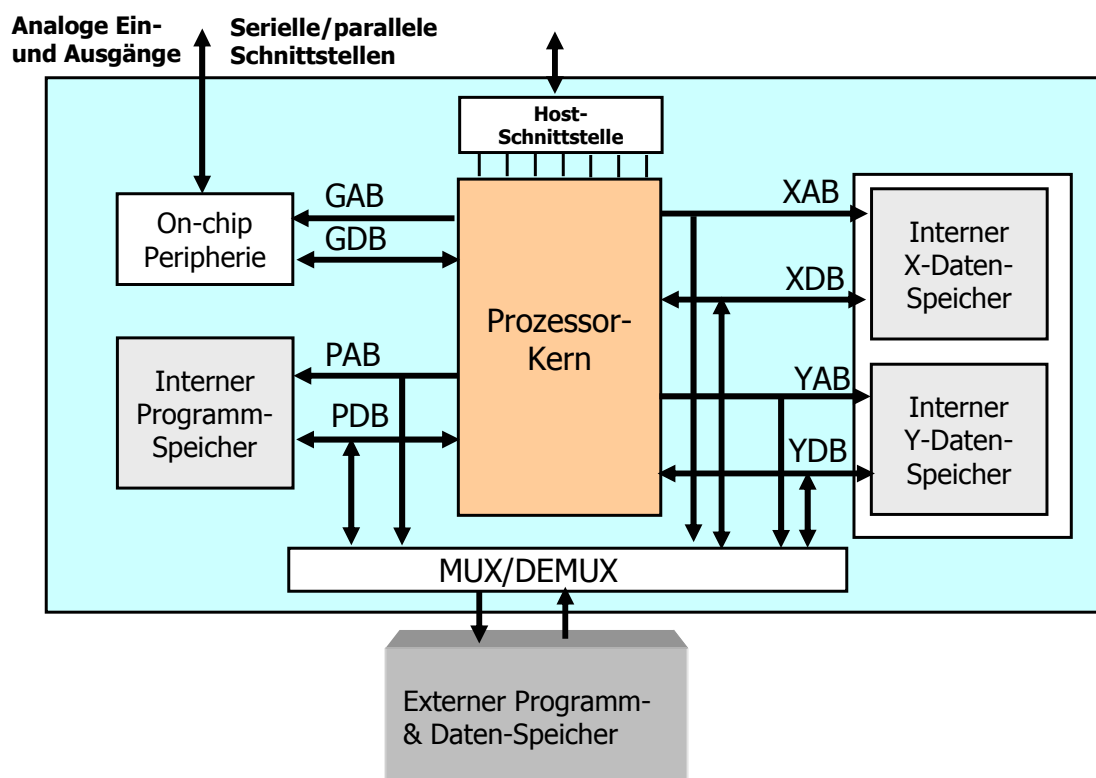 Analoge Ein-
und Ausgänge
Serielle/parallele
Schnittstellen
Host-
Schnittstelle
On-chip
Peripherie
GAB
GDB
Prozessor-
Kern
XAB
XDB
Interner
X-Daten-
Speicher
Interner
Programm-
Speicher
PAB
PDB
YAB
YDB
Interner
Y-Daten-
Speicher
MUX/DEMUX
Externer Programm-
& Daten-Speicher